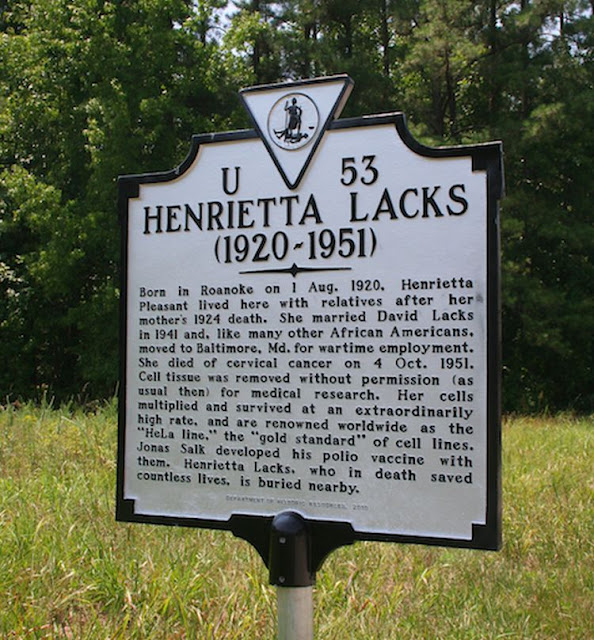 U 53
HENRIETTA LACKS
(1920~1951)
Born in Roanoke on 1 Aug. 1920, Henrietta
Pleasant lived here with relatives after her
mother's 1924 death. She married David Lacks
in 1941 and, like many other African Americans,
moved to Baltimore, Md. for wartime employment.
She died of cervical cancer on 4 Oct. 1951.
Cell tissue was removed without permission (as
usual then) for medical research. Her cells
multiplied and survived at an extraordinarily
high rate, and are renowned worldwide as the
"HeLa line," the "gold standard" of cell lines.
Jonas Salk developed his polio vaccine with
them. Henrietta Lacks, who in death saved
countless lives, is buried nearby.
DEPARTMENT OF HISTORIC RESOURCES,